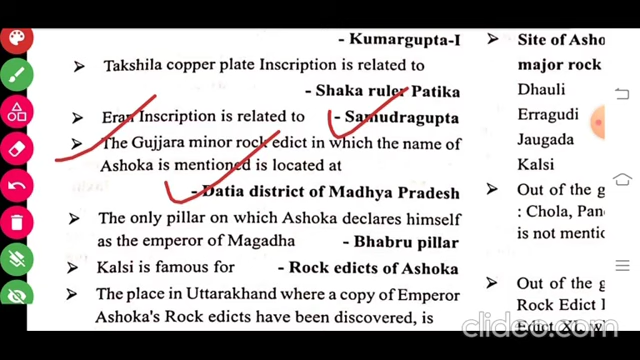 - Kumargupta-I
Takshila copper plate Inscription is related to
- Shaka ruler Patika
Eran Inscription is related to - Samudragupta
The Gujjara minor rock edict in which the name of
Ashoka is mentioned is located at
- Datia district of Madhya Pradesh
The only pillar on which Ashoka declares himself
as the emperor of Magadha - Bhabru pillar
Kalsi is famous for - Rock edicts of Ashoka
The place in Uttarakhand where a copy of Emperor
Ashoka's Rock edicts have been discovered, is
Site of Asho
major rock
Dhauli
Erragudi
Jaugada
Kalsi
Out of the g
: Chola, Pan
is not mentio
Out of the g
Rock Edict I
Edict XI, w
clideo.com